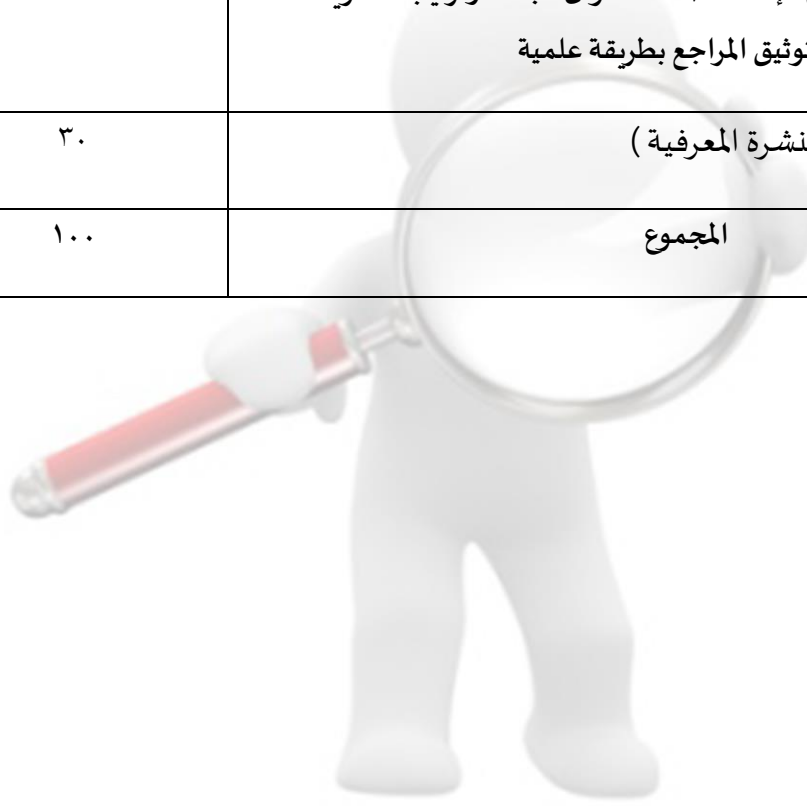 توثيق المراجع بطريقة علمية
نشرة المعرفية ) ٣٠
المجموع ١٠٠